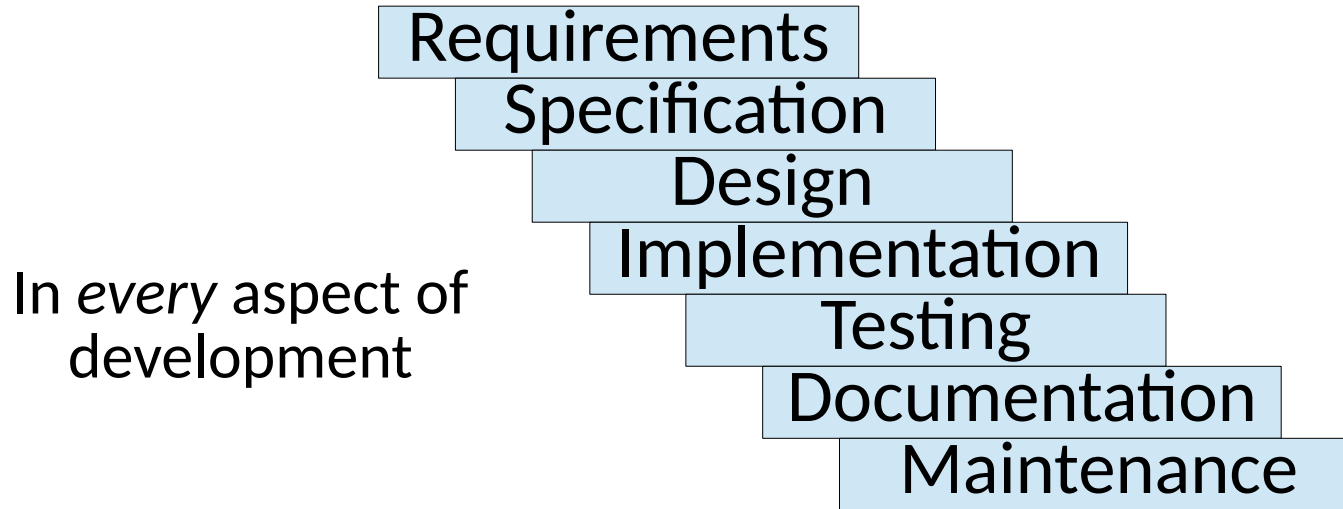 Requirements
Specification
Design
Implementation
In every aspect of
development
Testing
Documentation
Maintenance